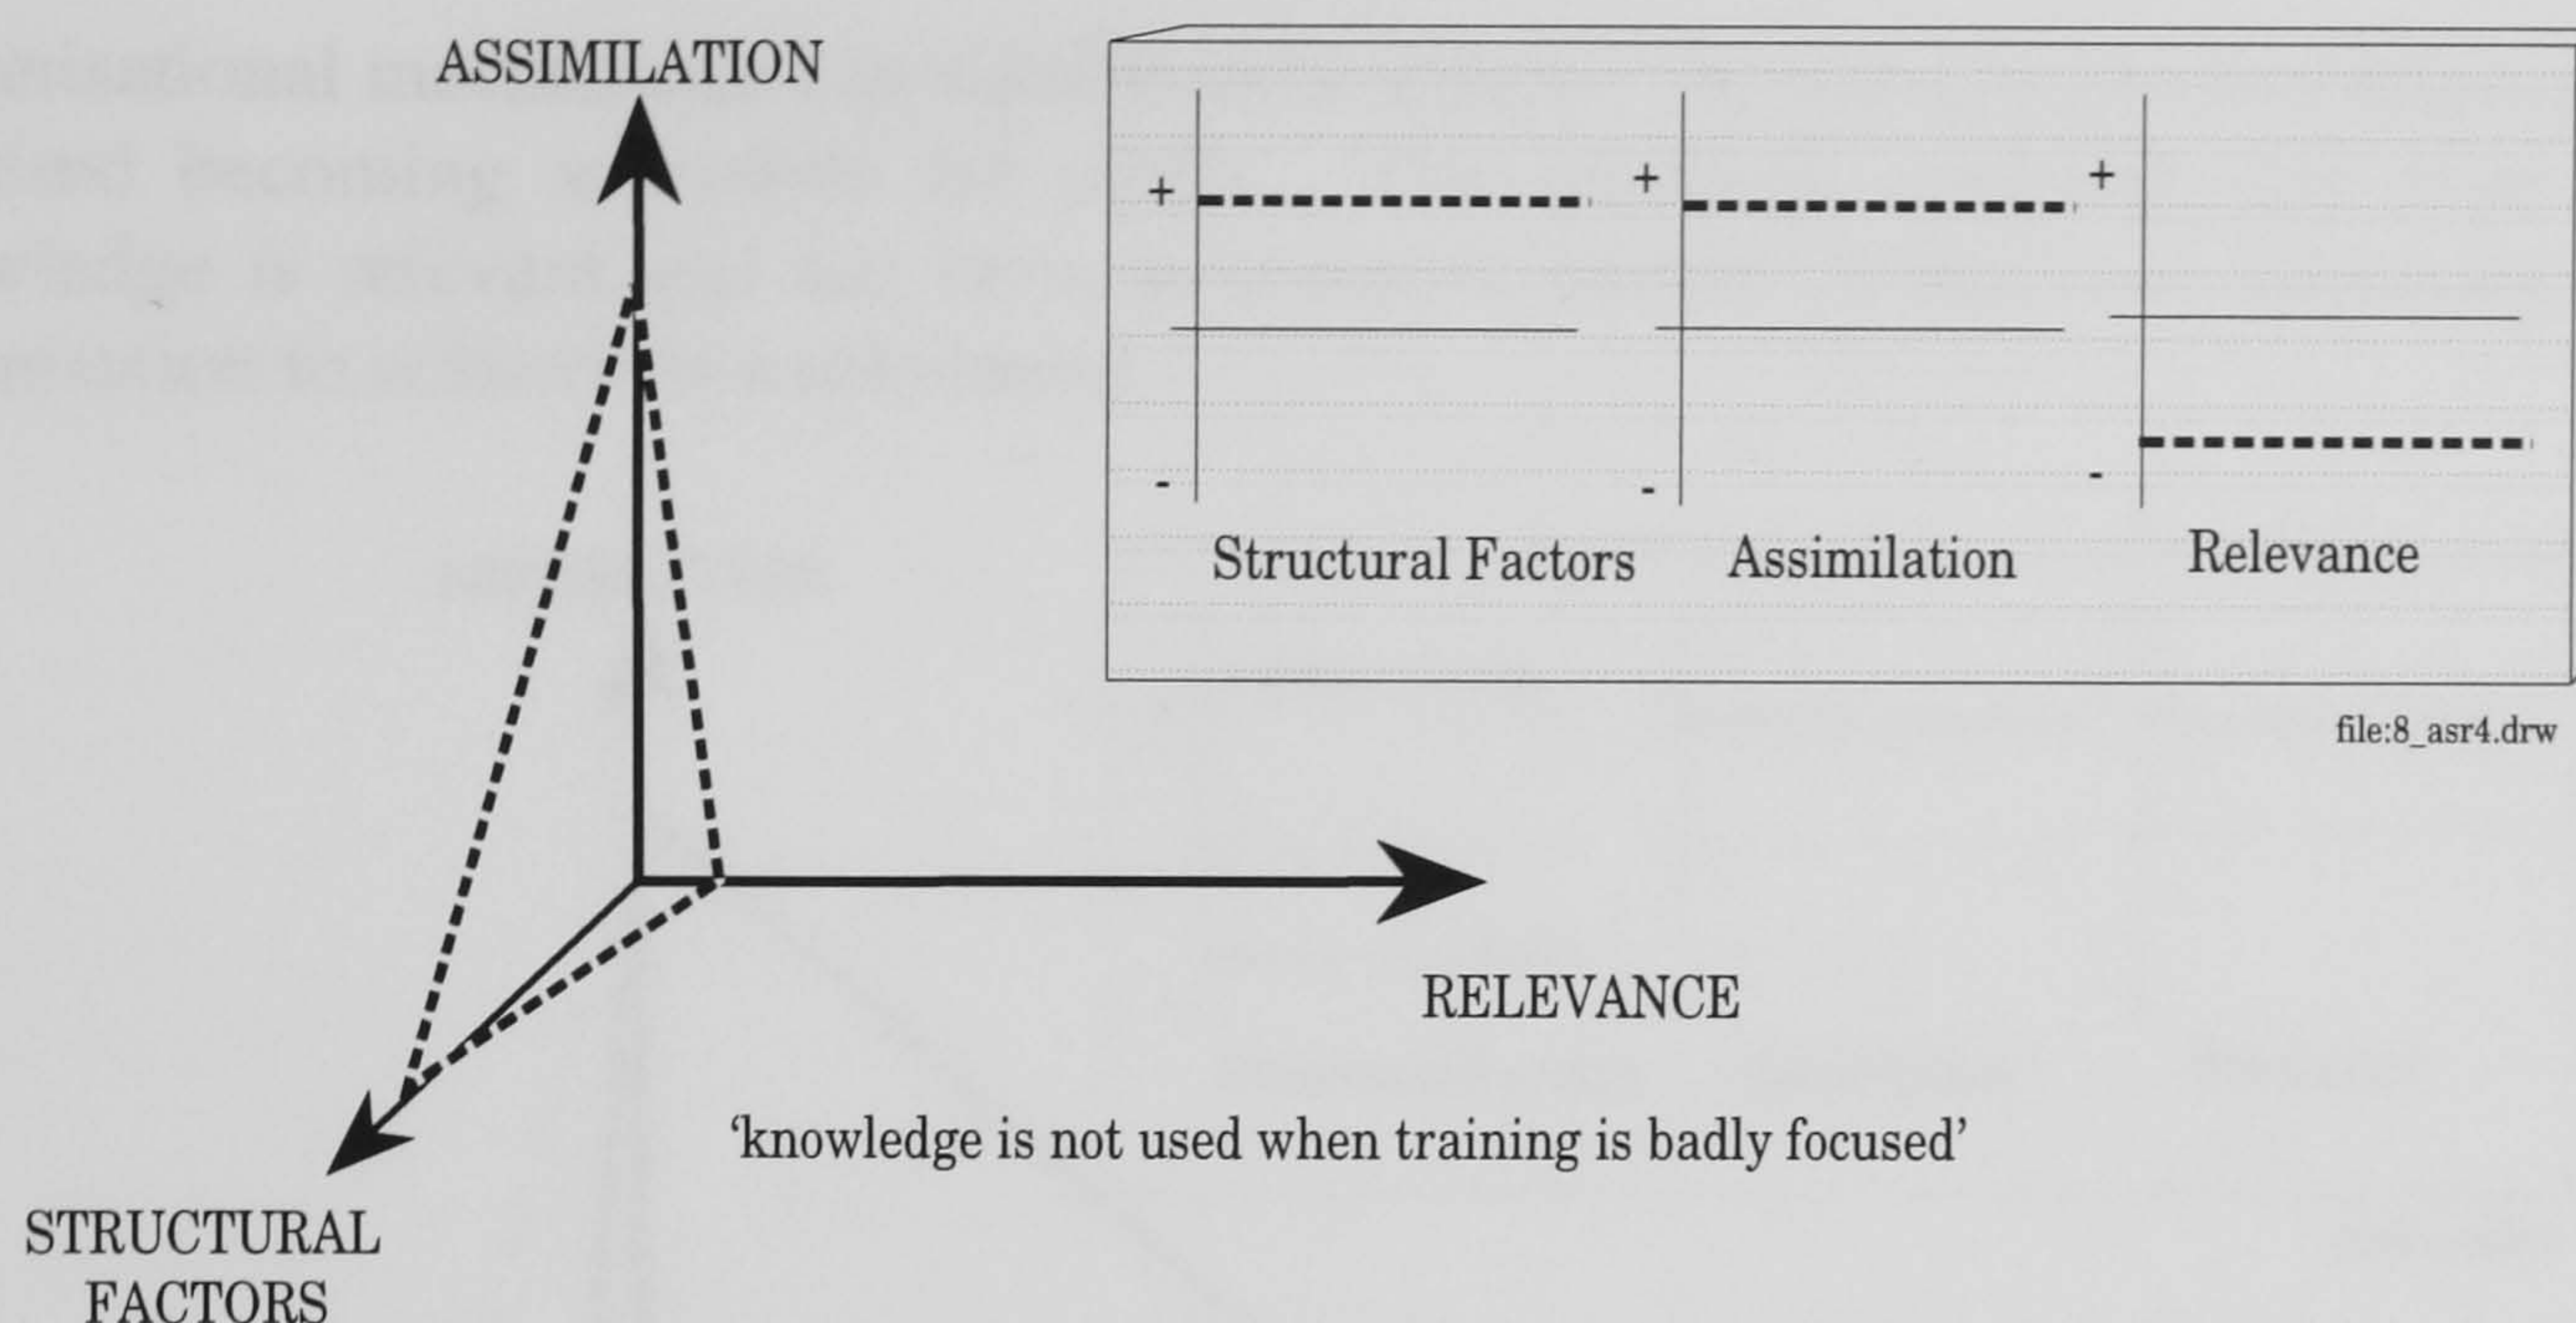 ASSIMILATION
+ + +
- - -
Structural Factors Assimilation Relevance
file:8_asr4.drw
RELEVANCE
‘knowledge is not used when training is badly focused’
STRUCTURAL
FACTORS